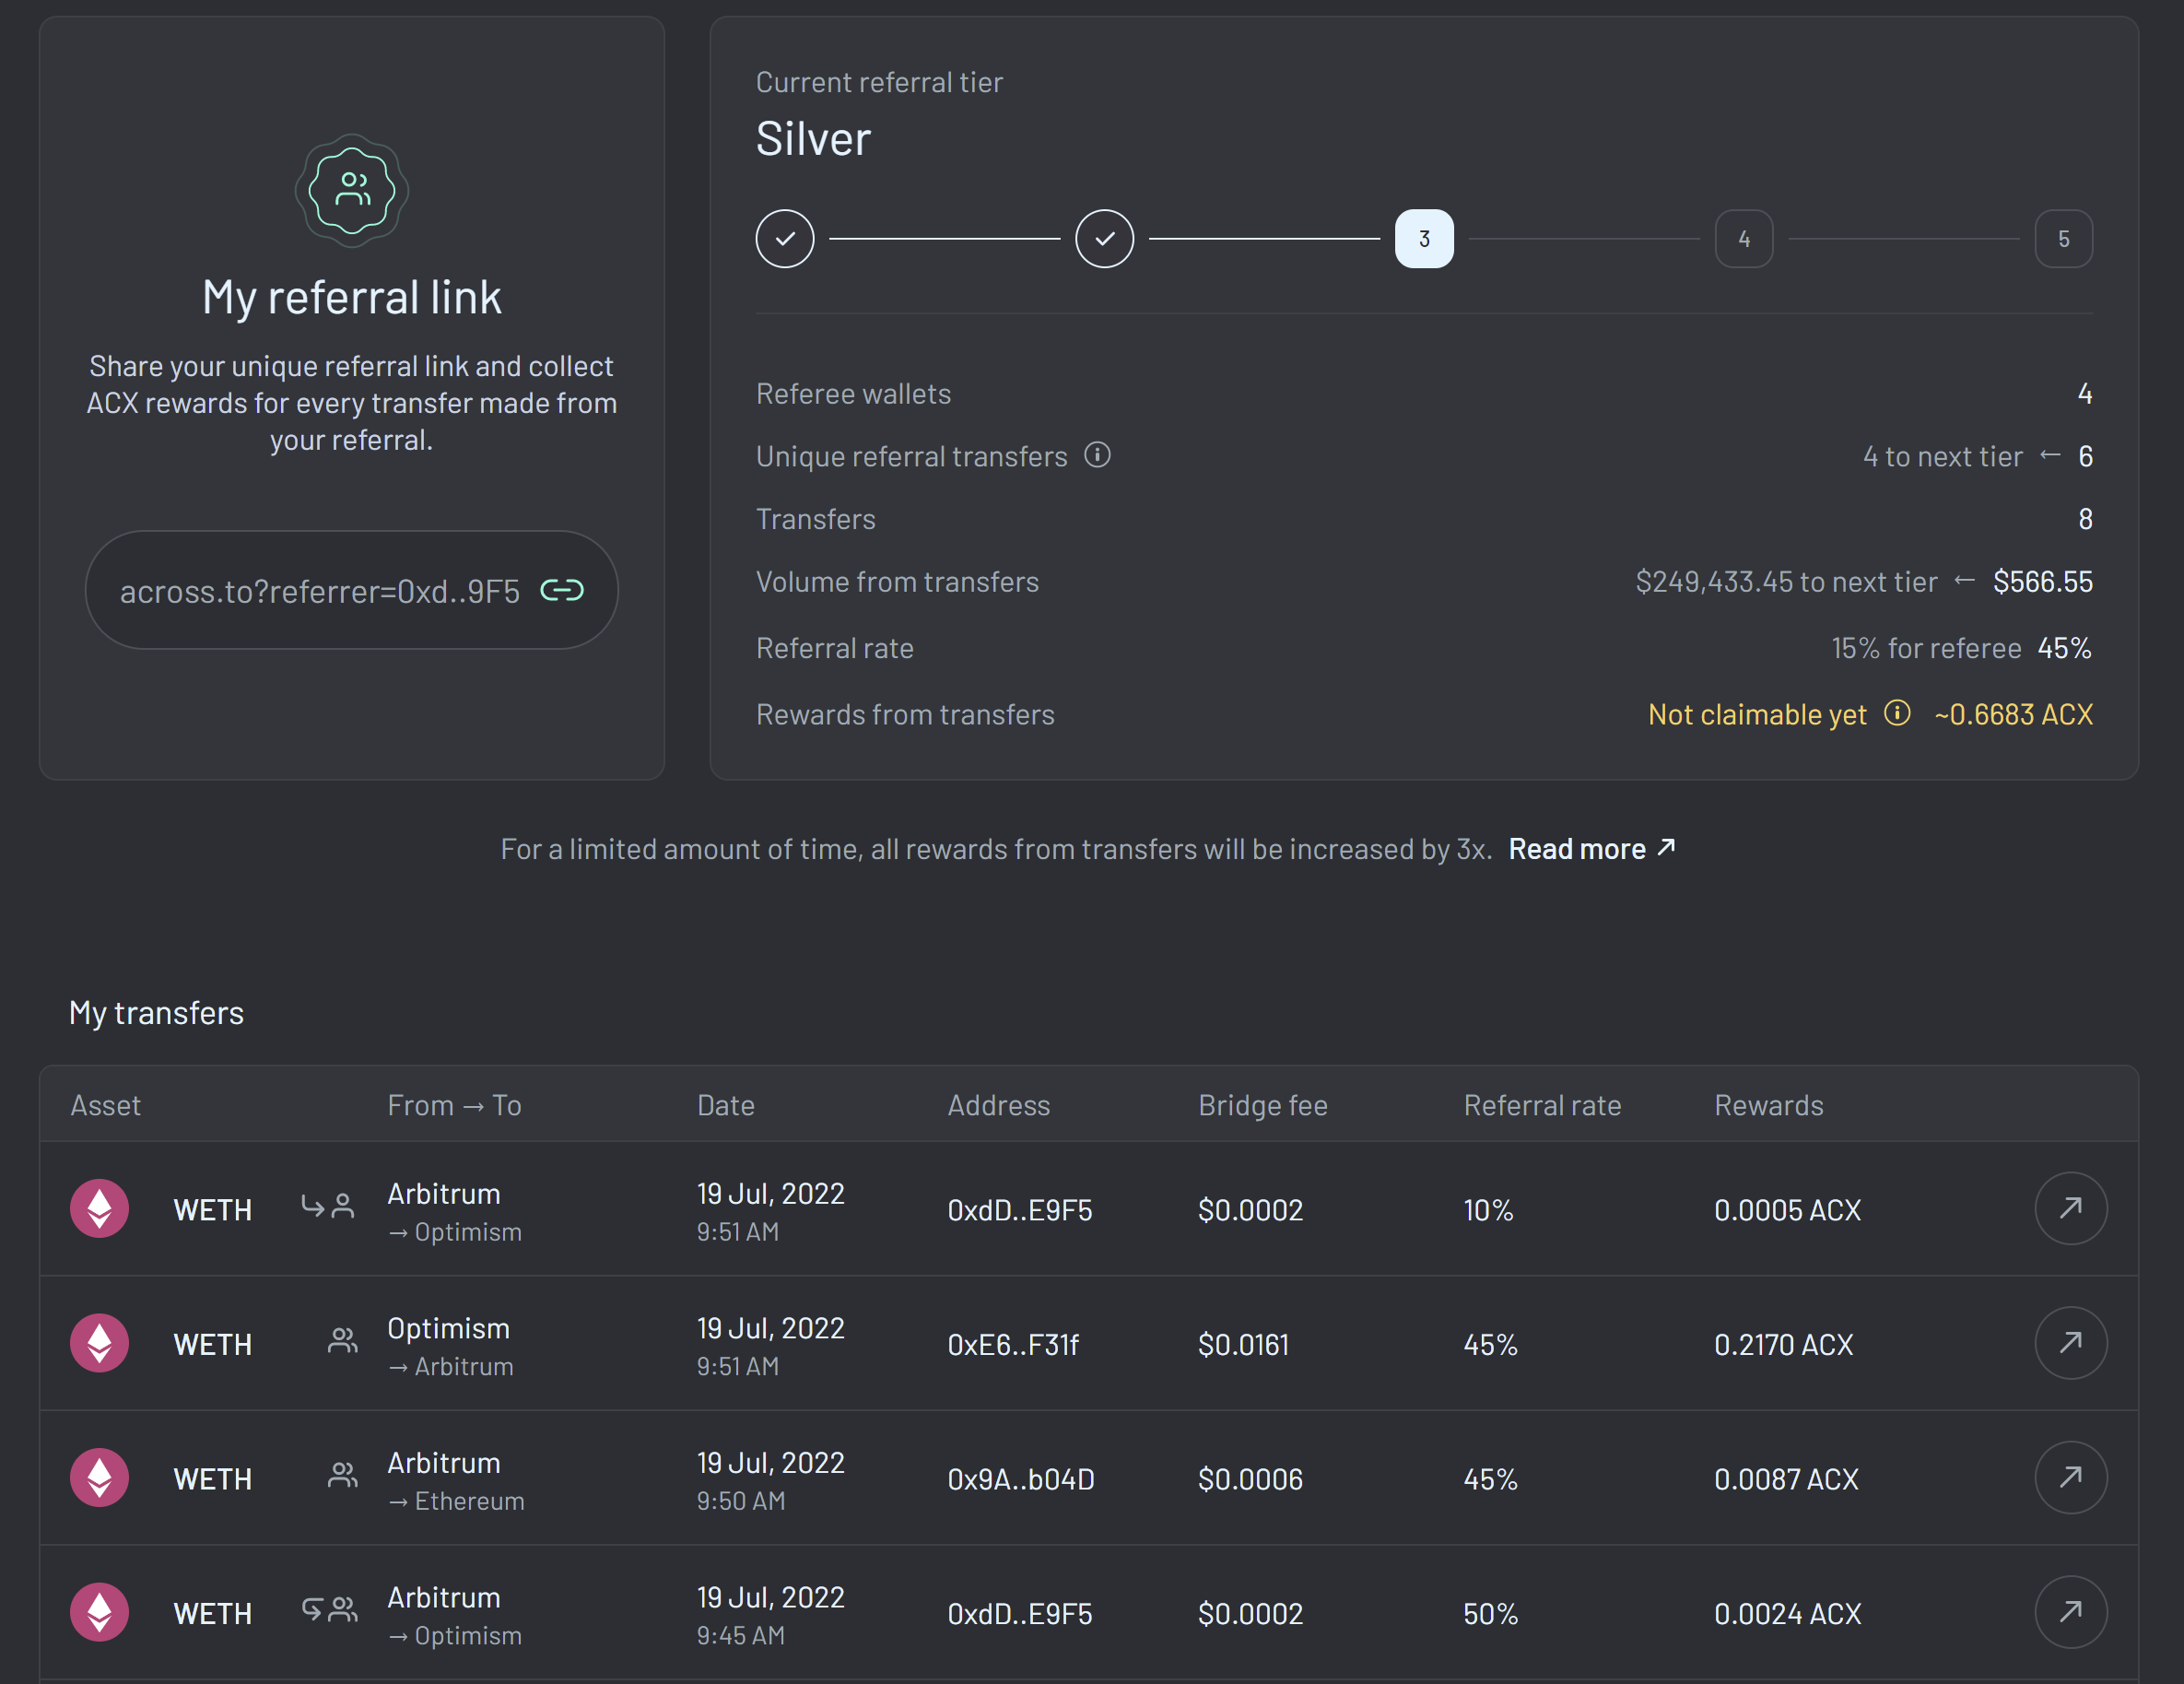 My referral link
Share your unique referral link and collect
ACX rewards for every transfer made from
your referral.
across.to?referrer=0xd..9F5
Current referral tier
Silver
3 4 5
Referee wallets 4
Unique referral transfers 4 to next tier ← 6
Transfers 8
Volume from transfers $249,433.45 to next tier ← $566.55
Referral rate 15% for referee 45%
Rewards from transfers Not claimable yet ~0.6683 ACX
For a limited amount of time, all rewards from transfers will be increased by 3x. Read more ↗
My transfers
Asset From → To Date Address Bridge fee Referral rate Rewards
WETH Arbitrum 19 Jul, 2022 0xdD..E9F5 $0.0002 10% 0.0005 ACX
→ Optimism 9:51 AM
WETH Optimism 19 Jul, 2022 0xE6..F31f $0.0161 45% 0.2170 ACX
→ Arbitrum 9:51 AM
WETH Arbitrum 19 Jul, 2022 0x9A..b04D $0.0006 45% 0.0087 ACX
→ Ethereum 9:50 AM
WETH Arbitrum 19 Jul, 2022 0xdD..E9F5 $0.0002 50% 0.0024 ACX
→ Optimism 9:45 AM